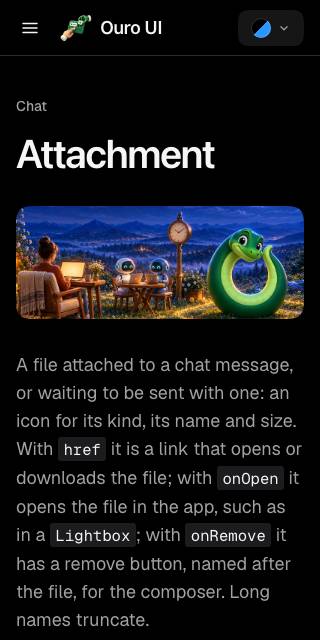 Ouro UI
Chat
Attachment
A file attached to a chat message,
or waiting to be sent with one: an
icon for its kind, its name and size.
With href it is a link that opens or
downloads the file; with onOpen it
opens the file in the app, such as
in a Lightbox; with onRemove it
has a remove button, named after
the file, for the composer. Long
names truncate.